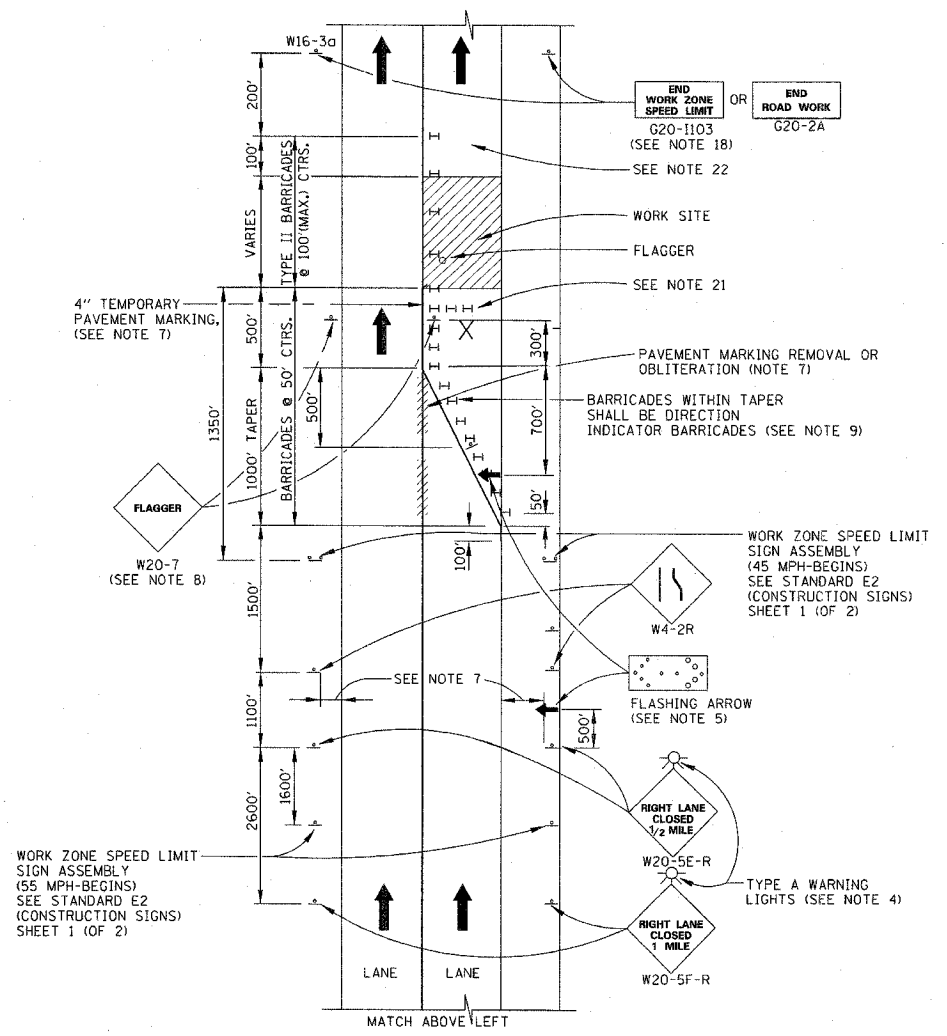 W16-3a
200'
100'
VARIES
TYPE II BARRICADES
@ 100'(MAX.) CTRS.
END
WORK ZONE
SPEED LIMIT
OR
END
ROAD WORK
G20-I103
(SEE NOTE 18)
G20-2A
SEE NOTE 22
WORK SITE
FLAGGER
SEE NOTE 21
4" TEMPORARY
PAVEMENT MARKING,
(SEE NOTE 7)
500'
1350'
1000' TAPER
BARRICADES @ 50' CTRS.
500'
300'
700'
50'
100'
PAVEMENT MARKING REMOVAL OR
OBLITERATION (NOTE 7)
BARRICADES WITHIN TAPER
SHALL BE DIRECTION
INDICATOR BARRICADES (SEE NOTE 9)
FLAGGER
W20-7
(SEE NOTE 8)
WORK ZONE SPEED LIMIT
SIGN ASSEMBLY
(45 MPH-BEGINS)
SEE STANDARD E2
(CONSTRUCTION SIGNS)
SHEET 1 (OF 2)
1500'
W4-2R
SEE NOTE 7
FLASHING ARROW
(SEE NOTE 5)
1100'
500'
2600'
1600'
RIGHT LANE
CLOSED
1/2 MILE
W20-5E-R
WORK ZONE SPEED LIMIT
SIGN ASSEMBLY
(55 MPH-BEGINS)
SEE STANDARD E2
(CONSTRUCTION SIGNS)
SHEET 1 (OF 2)
TYPE A WARNING
LIGHTS (SEE NOTE 4)
RIGHT LANE
CLOSED
1 MILE
W20-5F-R
LANE
LANE
MATCH ABOVE LEFT